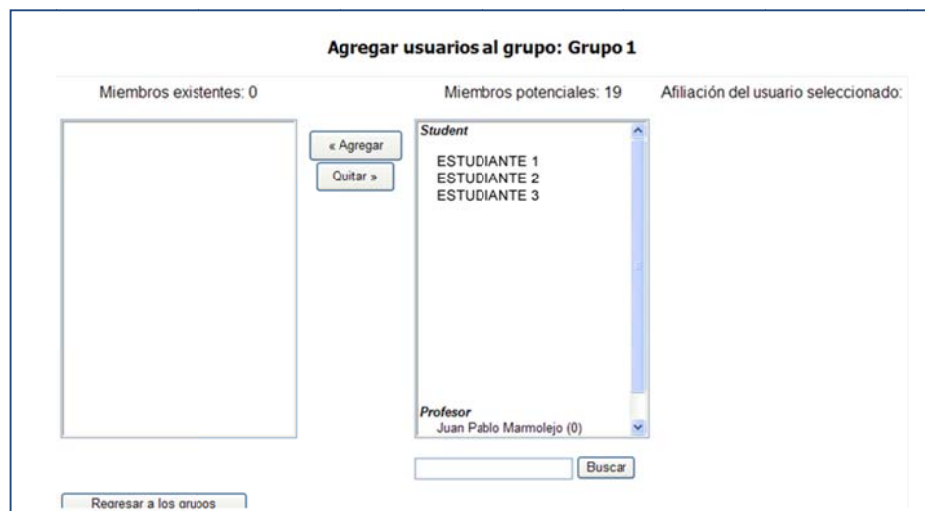 Agregar usuarios al grupo: Grupo 1
Miembros existentes: 0
Miembros potenciales: 19
Afiliación del usuario seleccionado:
« Agregar
Quitar »
Student
ESTUDIANTE 1
ESTUDIANTE 2
ESTUDIANTE 3
Profesor
Juan Pablo Marmolejo (0)
Buscar
Regresar a los grupos